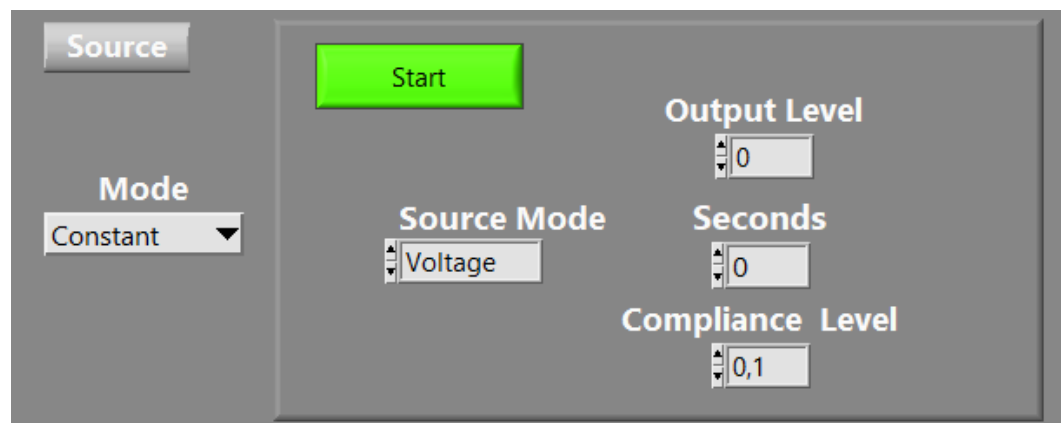 Source
Start
Output Level
0
Mode
Constant
Source Mode
Voltage
Seconds
0
Compliance Level
0,1